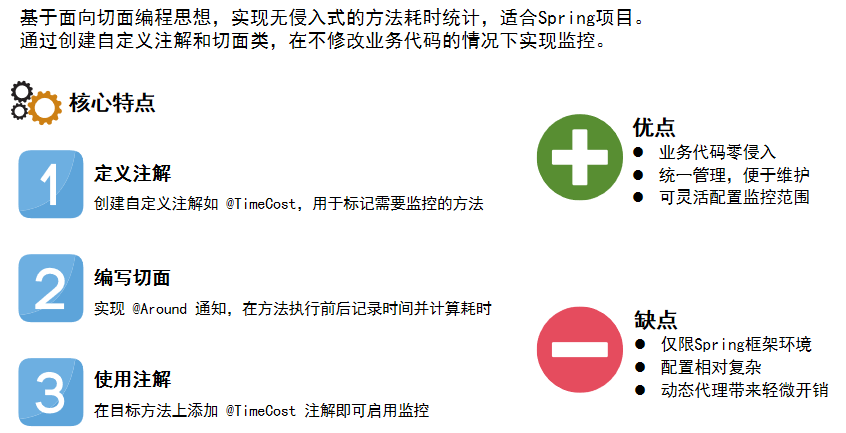 基于面向切面编程思想，实现无侵入式的方法耗时统计，适合Spring项目。
通过创建自定义注解和切面类，在不修改业务代码的情况下实现监控。
核心特点
1
定义注解
创建自定义注解如 @TimeCost，用于标记需要监控的方法
2
编写切面
实现 @Around 通知，在方法执行前后记录时间并计算耗时
3
使用注解
在目标方法上添加 @TimeCost 注解即可启用监控
优点
● 业务代码零侵入
● 统一管理，便于维护
● 可灵活配置监控范围
缺点
● 仅限Spring框架环境
● 配置相对复杂
● 动态代理带来轻微开销